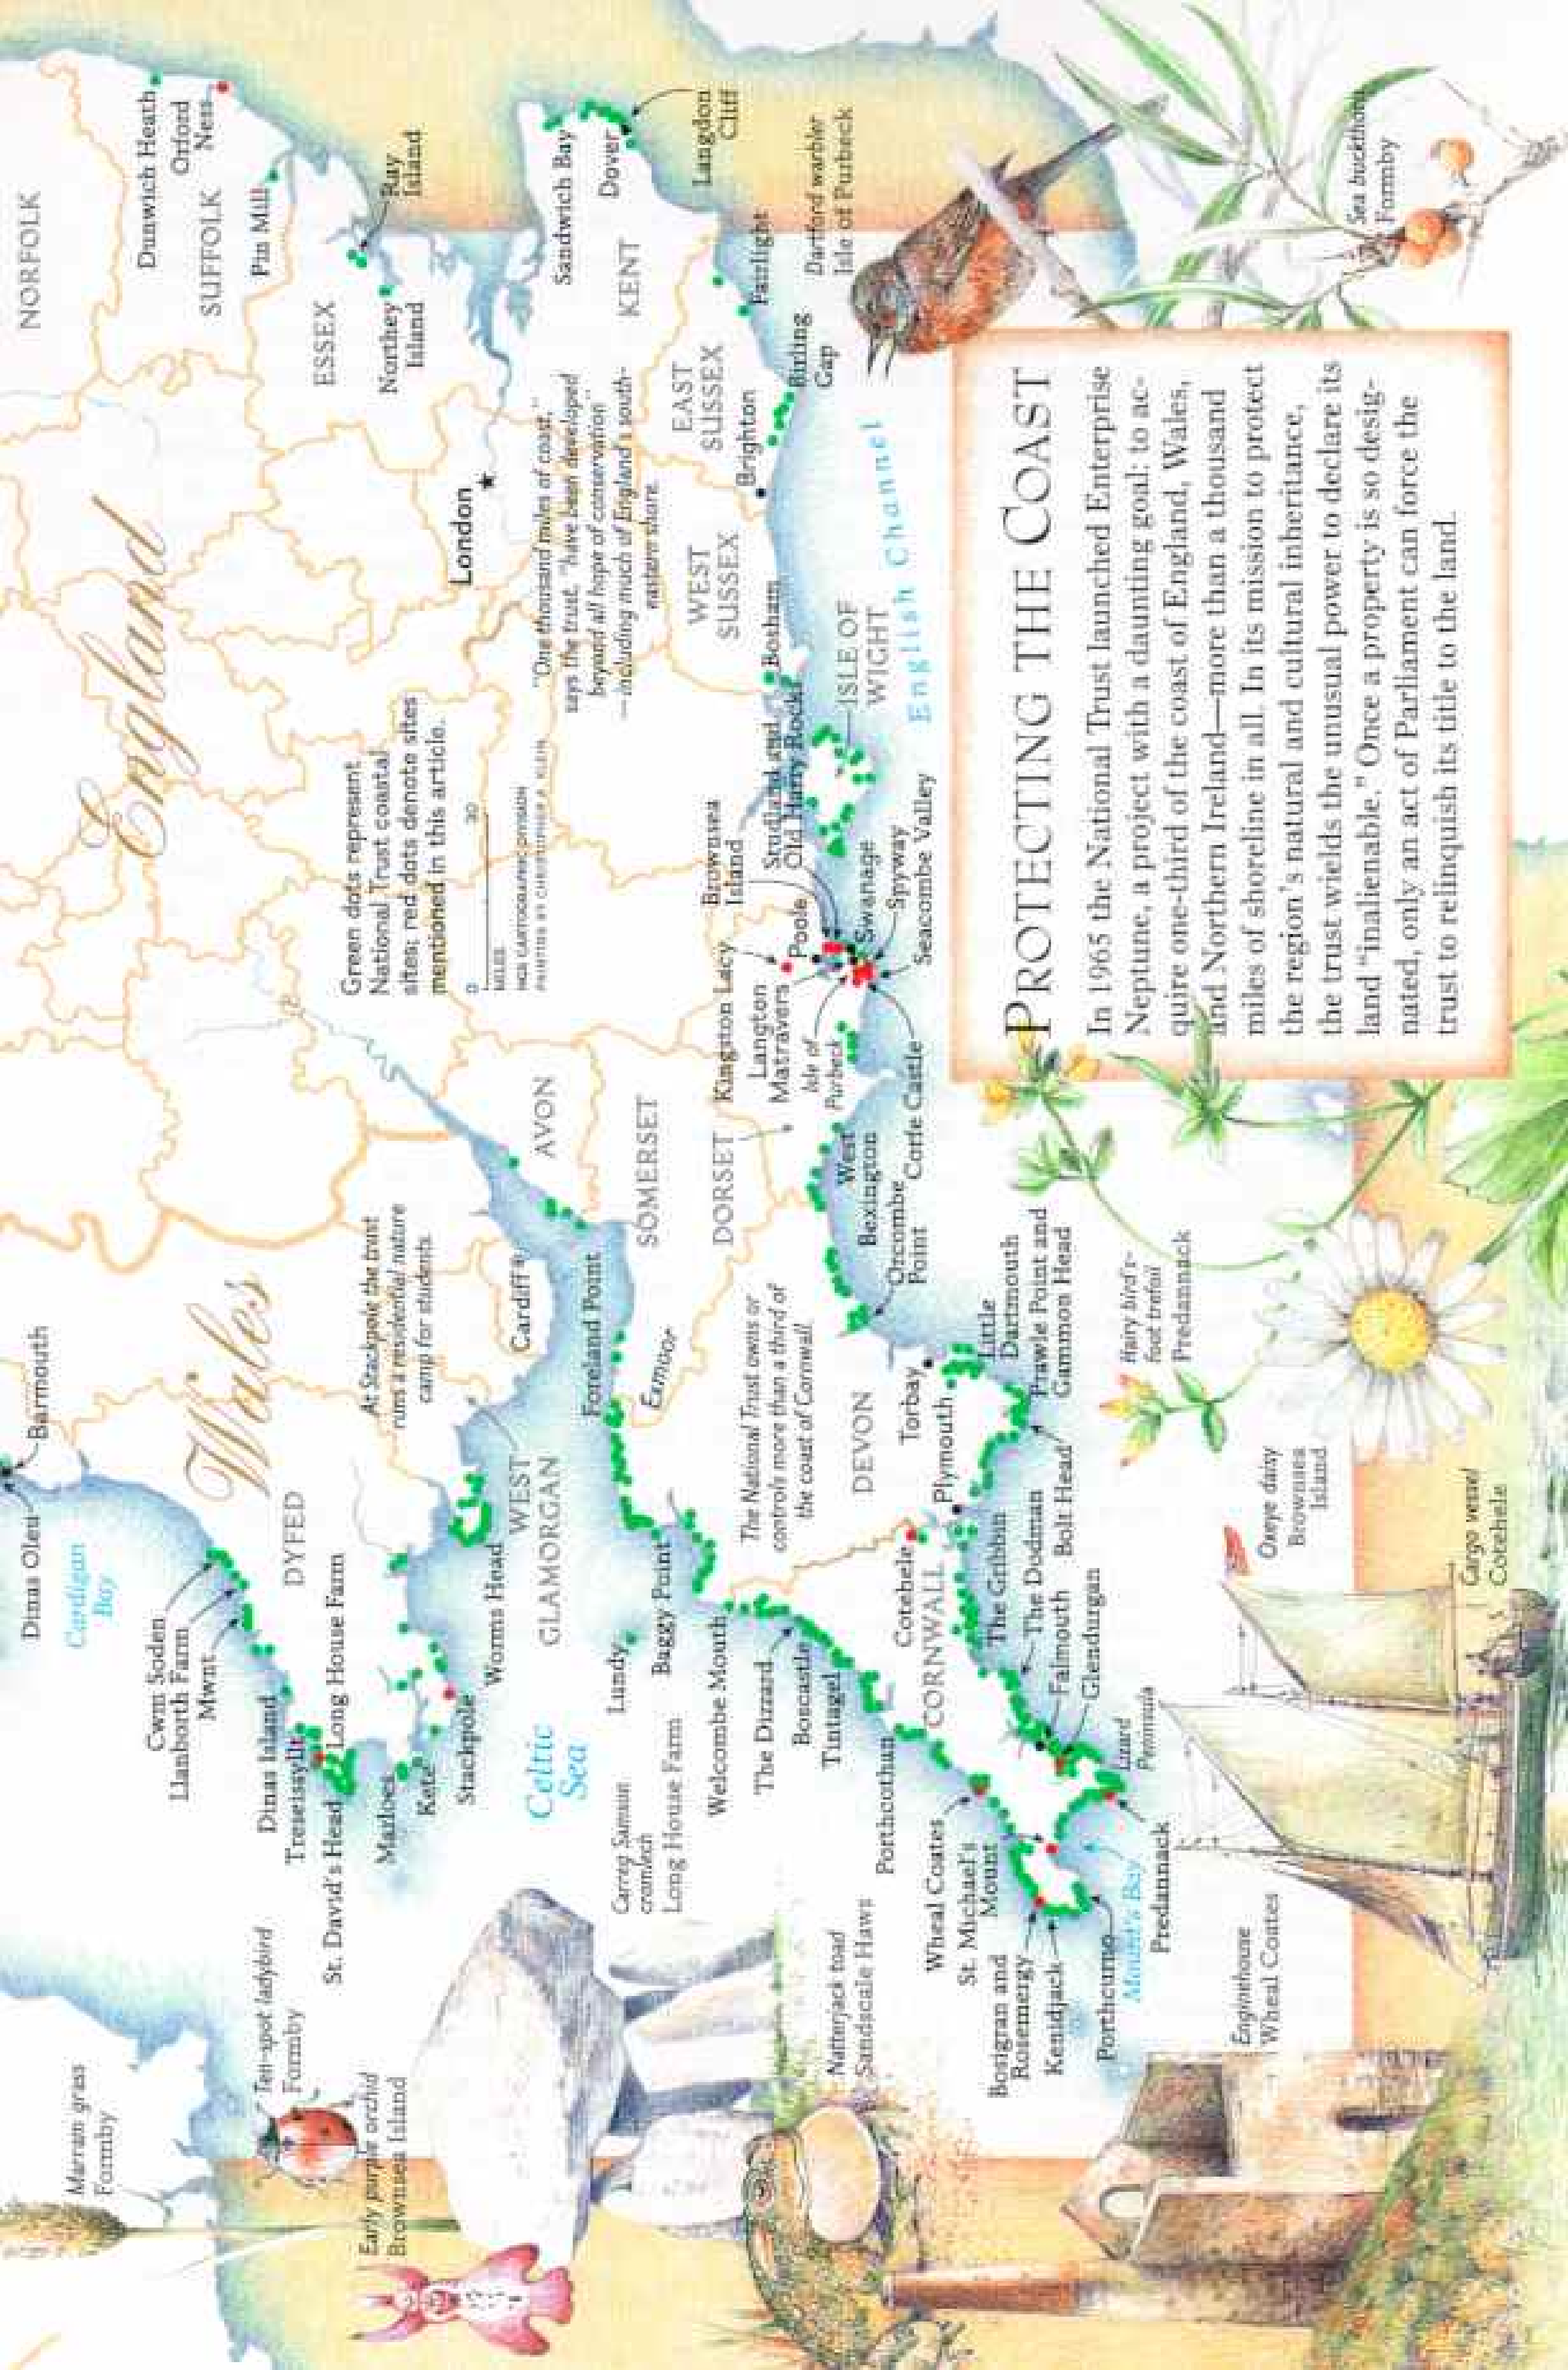 PROTECTING THE COAST
In 1965 the National Trust launched Enterprise
Neptune, a project with a daunting goal: to ac-
quire one-third of the coast of England, Wales,
and Northern Ireland—more than a thousand
miles of shoreline in all. In its mission to protect
the region's natural and cultural inheritance,
the trust wields the unusual power to declare its
land "inalienable." Once a property is so desig-
nated, only an act of Parliament can force the
trust to relinquish its title to the land.
England
Wales
NORFOLK
Dunwich Heath
Orford
Ness
SUFFOLK
Pin Mill
ESSEX
Ray
Island
Northey
Island
London
Green dots represent
National Trust coastal
sites; red dots denote sites
mentioned in this article.
0
30
MILES
NGS CARTOGRAPHIC DIVISION
PAINTING BY CHRISTOPHER A. KLEIN
"One thousand miles of coast,"
says the trust, "have been developed
beyond all hope of conservation"
—including much of England's south-
eastern shore.
Sandwich Bay
Dover
Langdon
Cliff
KENT
Fairlight
EAST
SUSSEX
Birling
Gap
Brighton
WEST
SUSSEX
Bosham
ISLE OF
WIGHT
English Channel
Studland and
Old Harry Rocks
Brownsea
Island
Poole
Swanage
Spyway
Seacombe Valley
Kingston Lacy
Langton
Matravers
Isle of
Purbeck
Corfe Castle
DORSET
West
Bexington
Orcombe
Point
AVON
SOMERSET
Foreland Point
Exmoor
Cardiff
At Stackpole the trust
runs a residential nature
camp for students.
The National Trust owns or
controls more than a third of
the coast of Cornwall.
DEVON
Torbay
Little
Dartmouth
Prawle Point and
Gammon Head
Plymouth
Bolt Head
Barmouth
Dinas Oleu
Cardigan
Bay
DYFED
Cwm Soden
Llanborth Farm
Mwnt
Dinas Island
Treseissyllt
Long House Farm
St. David's Head
Marloes
Kete
Stackpole
Worms Head
WEST
GLAMORGAN
Celtic
Sea
Lundy
Baggy Point
Welcombe Mouth
The Dizzard
Boscastle
Tintagel
Cotehele
CORNWALL
The Gribbin
The Dodman
Falmouth
Glendurgan
Lizard
Peninsula
Porthcothan
Wheal Coates
St. Michael's
Mount
Bosigran and
Rosemergy
Kenidjack
Porthcurno
Mount's Bay
Predannack
Marram grass
Formby
Ten-spot ladybird
Formby
Early purple orchid
Brownsea Island
Carreg Samson
cromlech
Long House Farm
Natterjack toad
Sandscale Haws
Enginehouse
Wheal Coates
Cargo vessel
Cotehele
Oxeye daisy
Brownsea
Island
Hairy bird's-
foot trefoil
Predannack
Dartford warbler
Isle of Purbeck
Sea buckthorn
Formby